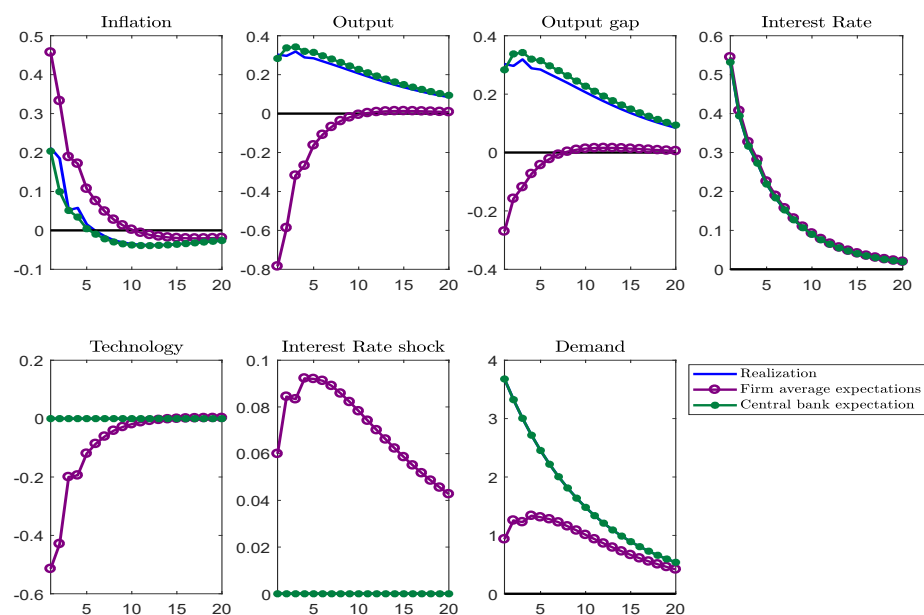 Inflation
0.5
0.4
0.3
0.2
0.1
0
-0.1
5 10 15 20
Output
0.4
0.2
0
-0.2
-0.4
-0.6
-0.8
5 10 15 20
Output gap
0.4
0.2
0
-0.2
-0.4
5 10 15 20
Interest Rate
0.6
0.5
0.4
0.3
0.2
0.1
0
5 10 15 20
Technology
0.2
0
-0.2
-0.4
-0.6
5 10 15 20
Interest Rate shock
0.1
0.08
0.06
0.04
0.02
0
5 10 15 20
Demand
4
3
2
1
0
5 10 15 20
Realization
Firm average expectations
Central bank expectation